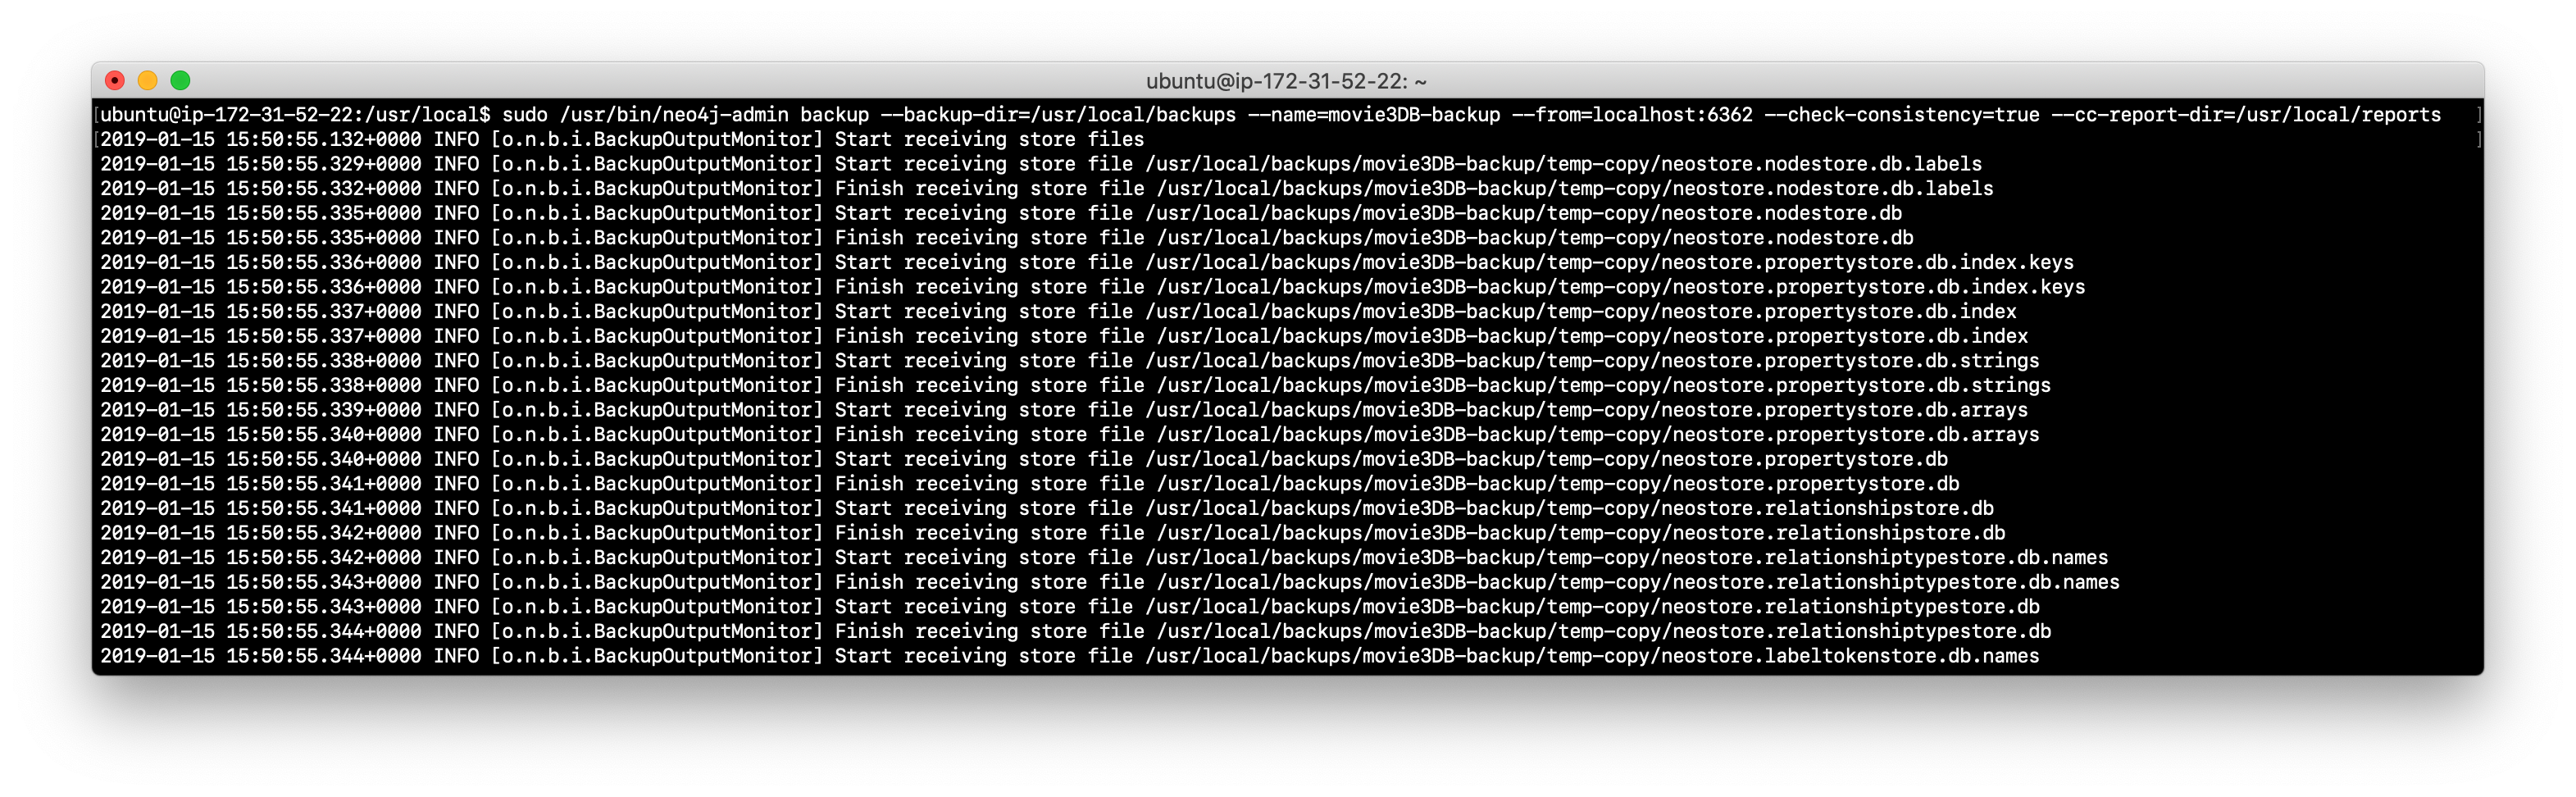 ubuntu@ip-172-31-52-22: ~
[ubuntu@ip-172-31-52-22:/usr/local$ sudo /usr/bin/neo4j-admin backup --backup-dir=/usr/local/backups --name=movie3DB-backup --from=localhost:6362 --check-consistency=true --cc-report-dir=/usr/local/reports ]
[2019-01-15 15:50:55.132+0000 INFO [o.n.b.i.BackupOutputMonitor] Start receiving store files ]
2019-01-15 15:50:55.329+0000 INFO [o.n.b.i.BackupOutputMonitor] Start receiving store file /usr/local/backups/movie3DB-backup/temp-copy/neostore.nodestore.db.labels
2019-01-15 15:50:55.332+0000 INFO [o.n.b.i.BackupOutputMonitor] Finish receiving store file /usr/local/backups/movie3DB-backup/temp-copy/neostore.nodestore.db.labels
2019-01-15 15:50:55.335+0000 INFO [o.n.b.i.BackupOutputMonitor] Start receiving store file /usr/local/backups/movie3DB-backup/temp-copy/neostore.nodestore.db
2019-01-15 15:50:55.335+0000 INFO [o.n.b.i.BackupOutputMonitor] Finish receiving store file /usr/local/backups/movie3DB-backup/temp-copy/neostore.nodestore.db
2019-01-15 15:50:55.336+0000 INFO [o.n.b.i.BackupOutputMonitor] Start receiving store file /usr/local/backups/movie3DB-backup/temp-copy/neostore.propertystore.db.index.keys
2019-01-15 15:50:55.336+0000 INFO [o.n.b.i.BackupOutputMonitor] Finish receiving store file /usr/local/backups/movie3DB-backup/temp-copy/neostore.propertystore.db.index.keys
2019-01-15 15:50:55.337+0000 INFO [o.n.b.i.BackupOutputMonitor] Start receiving store file /usr/local/backups/movie3DB-backup/temp-copy/neostore.propertystore.db.index
2019-01-15 15:50:55.337+0000 INFO [o.n.b.i.BackupOutputMonitor] Finish receiving store file /usr/local/backups/movie3DB-backup/temp-copy/neostore.propertystore.db.index
2019-01-15 15:50:55.338+0000 INFO [o.n.b.i.BackupOutputMonitor] Start receiving store file /usr/local/backups/movie3DB-backup/temp-copy/neostore.propertystore.db.strings
2019-01-15 15:50:55.338+0000 INFO [o.n.b.i.BackupOutputMonitor] Finish receiving store file /usr/local/backups/movie3DB-backup/temp-copy/neostore.propertystore.db.strings
2019-01-15 15:50:55.339+0000 INFO [o.n.b.i.BackupOutputMonitor] Start receiving store file /usr/local/backups/movie3DB-backup/temp-copy/neostore.propertystore.db.arrays
2019-01-15 15:50:55.340+0000 INFO [o.n.b.i.BackupOutputMonitor] Finish receiving store file /usr/local/backups/movie3DB-backup/temp-copy/neostore.propertystore.db.arrays
2019-01-15 15:50:55.340+0000 INFO [o.n.b.i.BackupOutputMonitor] Start receiving store file /usr/local/backups/movie3DB-backup/temp-copy/neostore.propertystore.db
2019-01-15 15:50:55.341+0000 INFO [o.n.b.i.BackupOutputMonitor] Finish receiving store file /usr/local/backups/movie3DB-backup/temp-copy/neostore.propertystore.db
2019-01-15 15:50:55.341+0000 INFO [o.n.b.i.BackupOutputMonitor] Start receiving store file /usr/local/backups/movie3DB-backup/temp-copy/neostore.relationshipstore.db
2019-01-15 15:50:55.342+0000 INFO [o.n.b.i.BackupOutputMonitor] Finish receiving store file /usr/local/backups/movie3DB-backup/temp-copy/neostore.relationshipstore.db
2019-01-15 15:50:55.342+0000 INFO [o.n.b.i.BackupOutputMonitor] Start receiving store file /usr/local/backups/movie3DB-backup/temp-copy/neostore.relationshiptypestore.db.names
2019-01-15 15:50:55.343+0000 INFO [o.n.b.i.BackupOutputMonitor] Finish receiving store file /usr/local/backups/movie3DB-backup/temp-copy/neostore.relationshiptypestore.db.names
2019-01-15 15:50:55.343+0000 INFO [o.n.b.i.BackupOutputMonitor] Start receiving store file /usr/local/backups/movie3DB-backup/temp-copy/neostore.relationshiptypestore.db
2019-01-15 15:50:55.344+0000 INFO [o.n.b.i.BackupOutputMonitor] Finish receiving store file /usr/local/backups/movie3DB-backup/temp-copy/neostore.relationshiptypestore.db
2019-01-15 15:50:55.344+0000 INFO [o.n.b.i.BackupOutputMonitor] Start receiving store file /usr/local/backups/movie3DB-backup/temp-copy/neostore.labeltokenstore.db.names